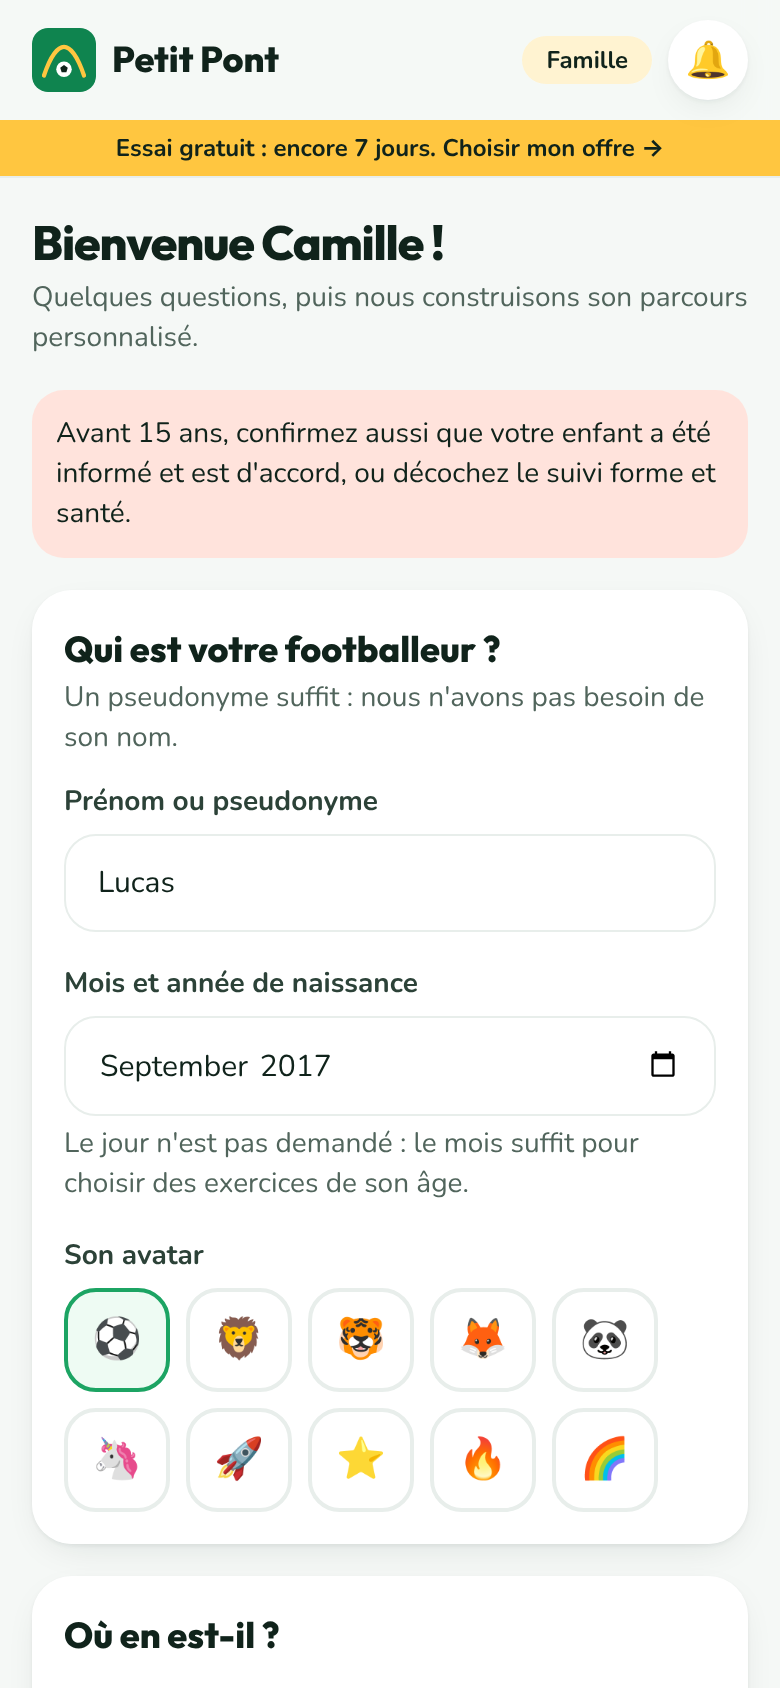 Petit Pont
Famille
Essai gratuit : encore 7 jours. Choisir mon offre →
Bienvenue Camille !
Quelques questions, puis nous construisons son parcours
personnalisé.
Avant 15 ans, confirmez aussi que votre enfant a été
informé et est d'accord, ou décochez le suivi forme et
santé.
Qui est votre footballeur ?
Un pseudonyme suffit : nous n'avons pas besoin de
son nom.
Prénom ou pseudonyme
Lucas
Mois et année de naissance
September 2017
Le jour n'est pas demandé : le mois suffit pour
choisir des exercices de son âge.
Son avatar
Où en est-il ?